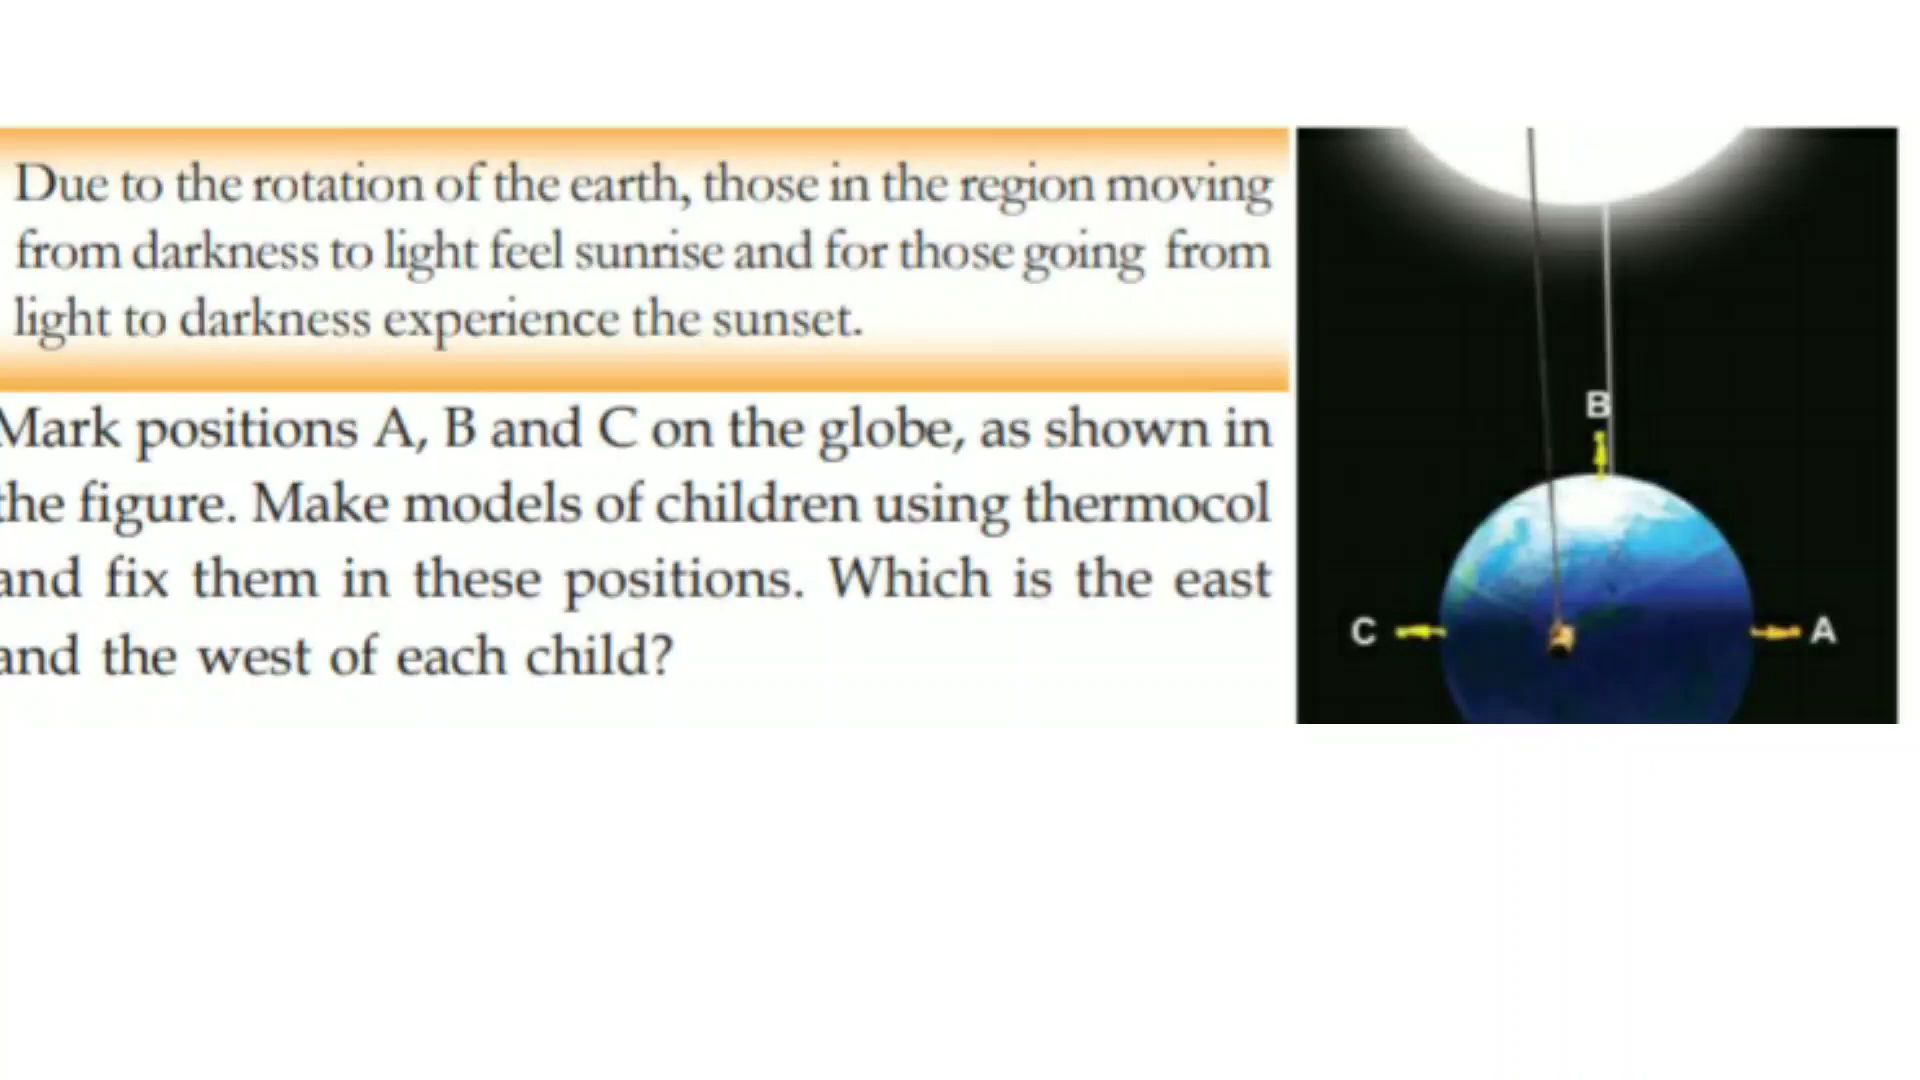 Due to the rotation of the earth, those in the region moving
from darkness to light feel sunrise and for those going from
light to darkness experience the sunset.
Mark positions A, B and C on the globe, as shown in
the figure. Make models of children using thermocol
and fix them in these positions. Which is the east
and the west of each child?
B
C
A